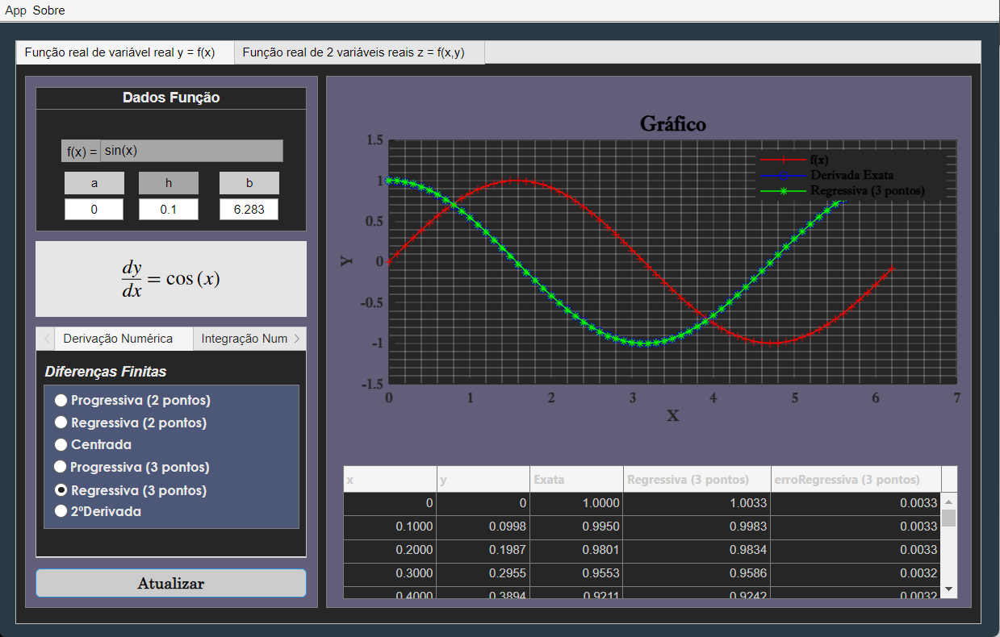 App Sobre
Função real de variável real y = f(x)
Função real de 2 variáveis reais z = f(x,y)
Dados Função
f(x) = sin(x)
a h b
0 0.1 6.283
dy/dx = cos (x)
Derivação Numérica
Integração Num
Diferenças Finitas
Progressiva (2 pontos)
Regressiva (2 pontos)
Centrada
Progressiva (3 pontos)
Regressiva (3 pontos)
2ºDerivada
Atualizar
Gráfico
f(x)
Derivada Exata
Regressiva (3 pontos)
Y
1.5
1
0.5
0
-0.5
-1
-1.5
0 1 2 3 4 5 6 7
X
x y Exata Regressiva (3 pontos) erroRegressiva (3 pontos)
0 0 1.0000 1.0033 0.0033
0.1000 0.0998 0.9950 0.9983 0.0033
0.2000 0.1987 0.9801 0.9834 0.0033
0.3000 0.2955 0.9553 0.9586 0.0032
0.4000 0.3894 0.9211 0.9242 0.0032